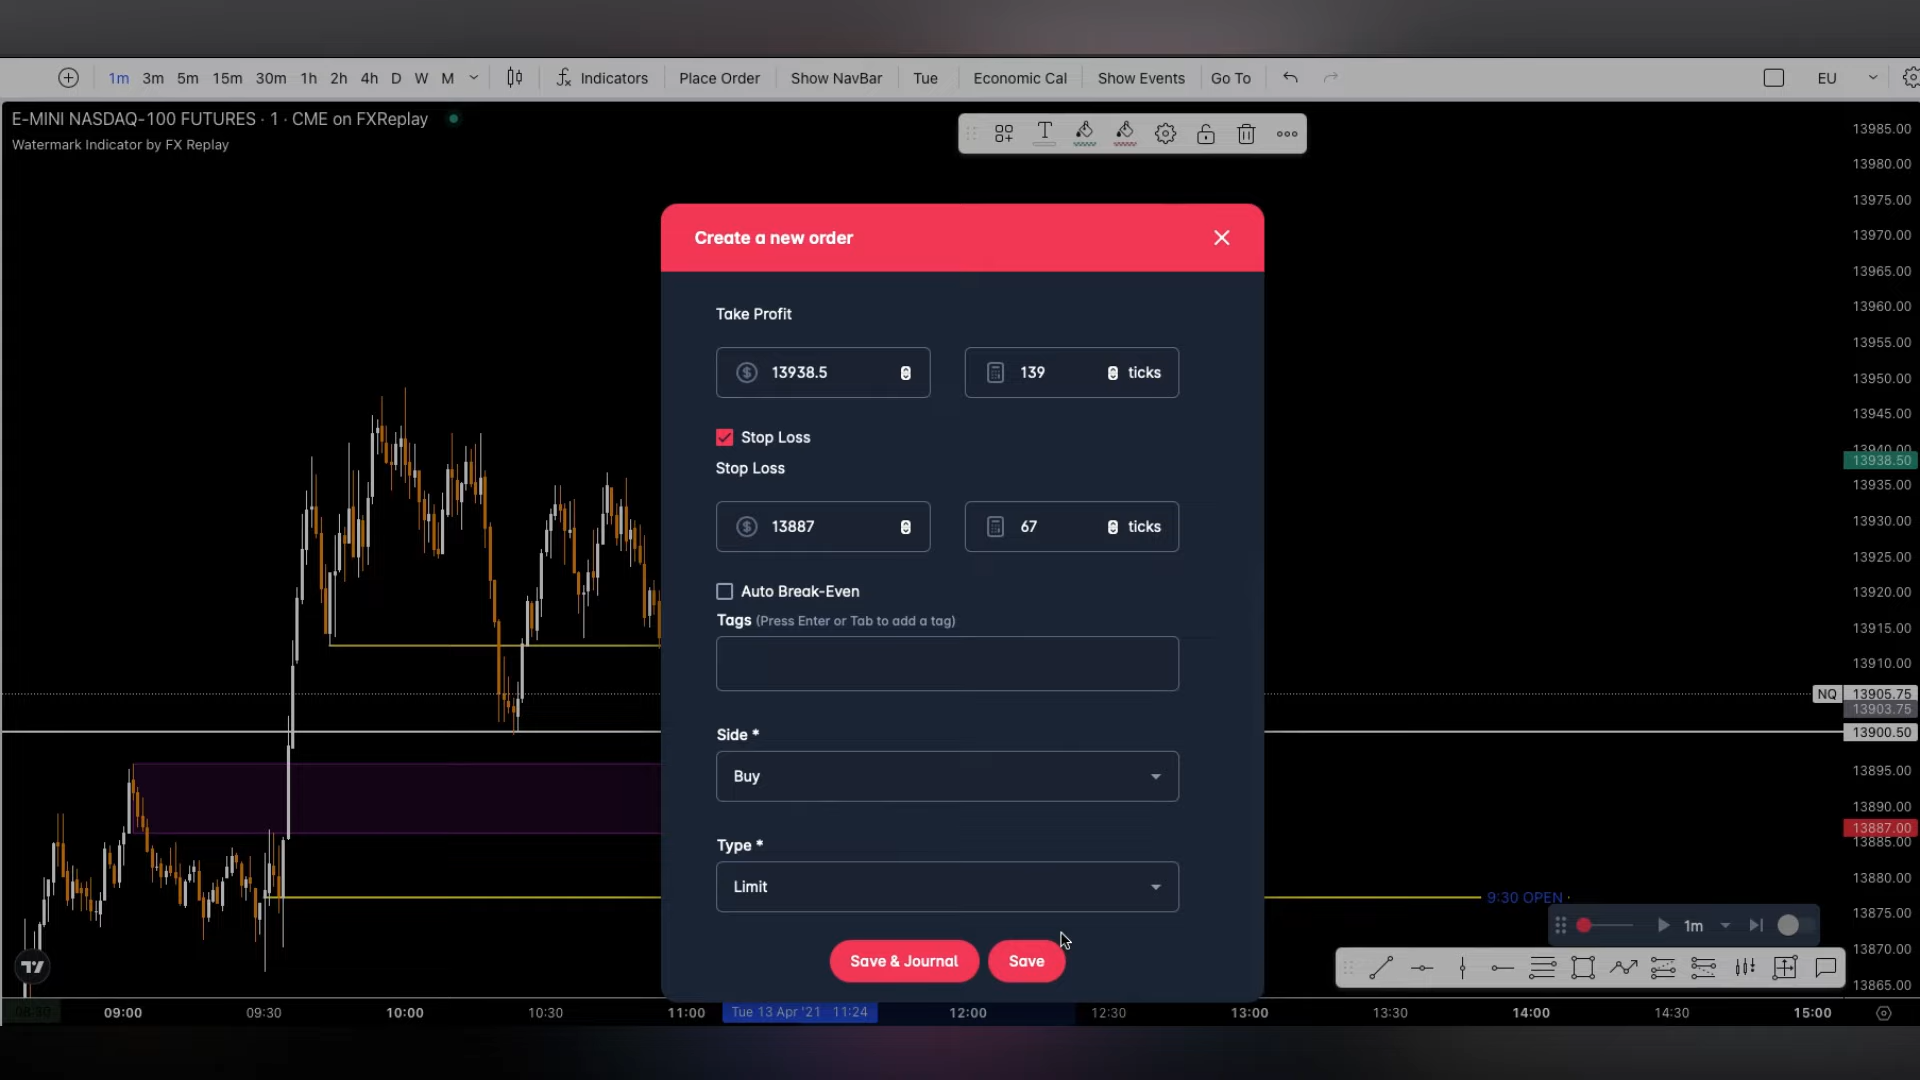 1m 3m 5m 15m 30m 1h 2h 4h D W M Indicators Place Order Show NavBar Tue Economic Cal Show Events Go To EU
E-MINI NASDAQ-100 FUTURES · 1 · CME on FXReplay
Watermark Indicator by FX Replay
Create a new order
Take Profit
13938.5
139 ticks
Stop Loss
Stop Loss
13887
67 ticks
Auto Break-Even
Tags (Press Enter or Tab to add a tag)
Side *
Buy
Type *
Limit
Save & Journal
Save
13985.00
13980.00
13975.00
13970.00
13965.00
13960.00
13955.00
13950.00
13945.00
13940.00
13938.50
13935.00
13930.00
13925.00
13920.00
13915.00
13910.00
NQ 13905.75
13903.75
13900.50
13895.00
13890.00
13887.00
13885.00
13880.00
13875.00
13870.00
13865.00
9:30 OPEN
1m
09:00 09:30 10:00 10:30 11:00 Tue 13 Apr '21 11:24 12:00 12:30 13:00 13:30 14:00 14:30 15:00